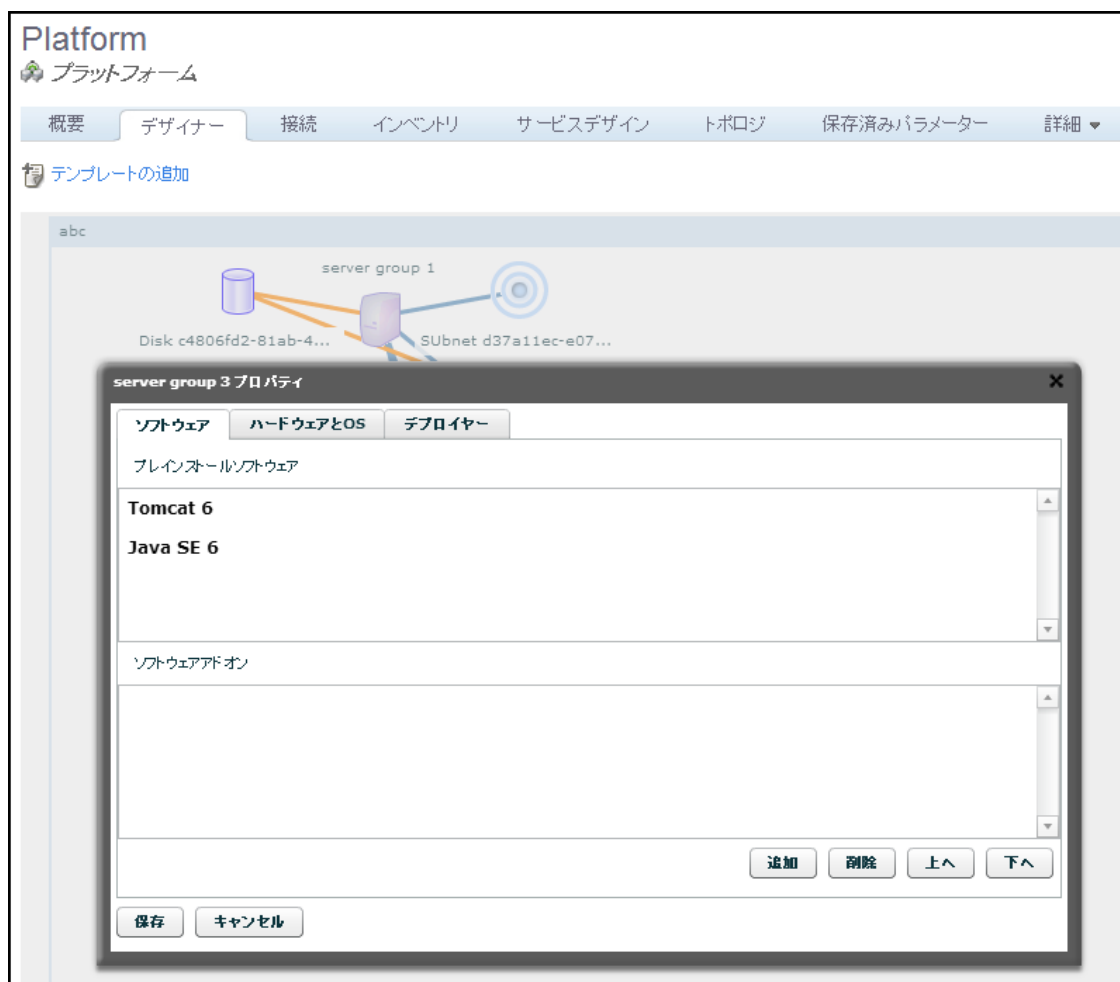 Platform
プラットフォーム
概要 デザイナー 接続 インベントリ サービスデザイン トポロジ 保存済みパラメーター 詳細
テンプレートの追加
abc
server group 1
Disk c4806fd2-81ab-4... SUbnet d37a11ec-e07...
server group 3 プロパティ
ソフトウェア ハードウェアとOS デプロイヤー
プレインストールソフトウェア
Tomcat 6
Java SE 6
ソフトウェアアドオン
追加 削除 上へ 下へ
保存 キャンセル